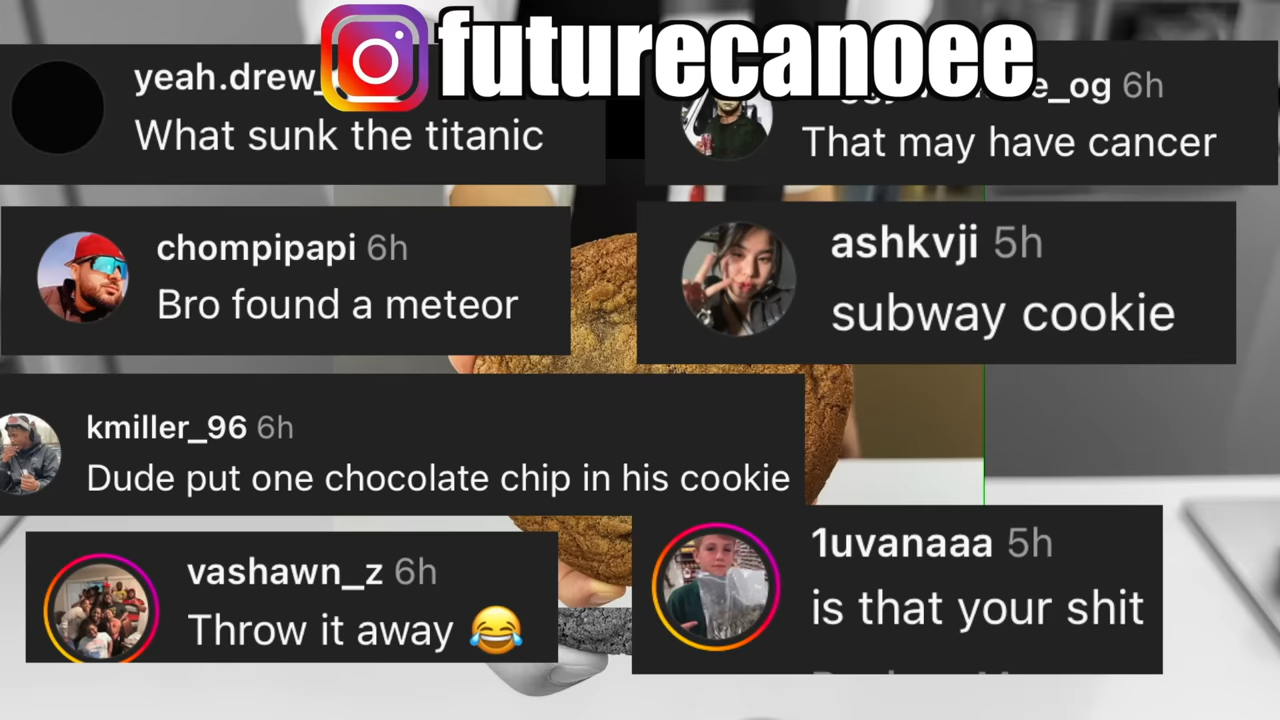 futurecanoee
yeah.drew_
What sunk the titanic
e_og 6h
That may have cancer
chompipapi 6h
Bro found a meteor
ashkvji 5h
subway cookie
kmiller_96 6h
Dude put one chocolate chip in his cookie
vashawn_z 6h
Throw it away 😂
1uvanaaa 5h
is that your shit